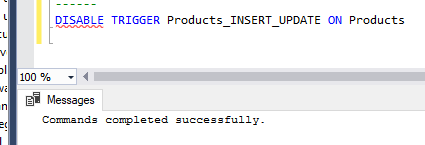 ------
DISABLE TRIGGER Products_INSERT_UPDATE ON Products
100 %
Messages
Commands completed successfully.